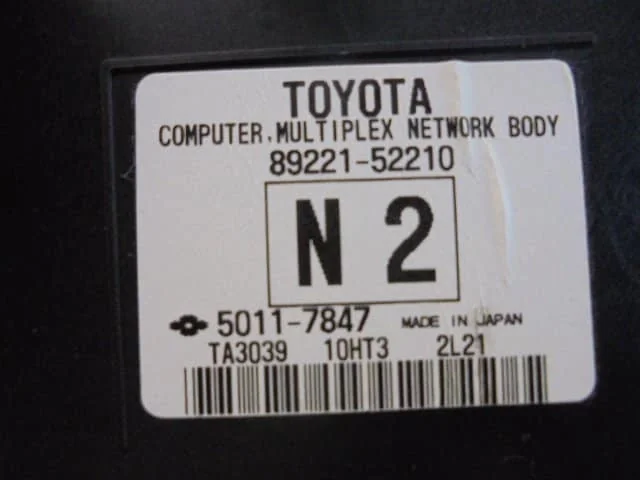 TOYOTA
COMPUTER, MULTIPLEX NETWORK BODY
89221-52210
N 2
5011-7847 MADE IN JAPAN
TA3039 10HT3 2L21